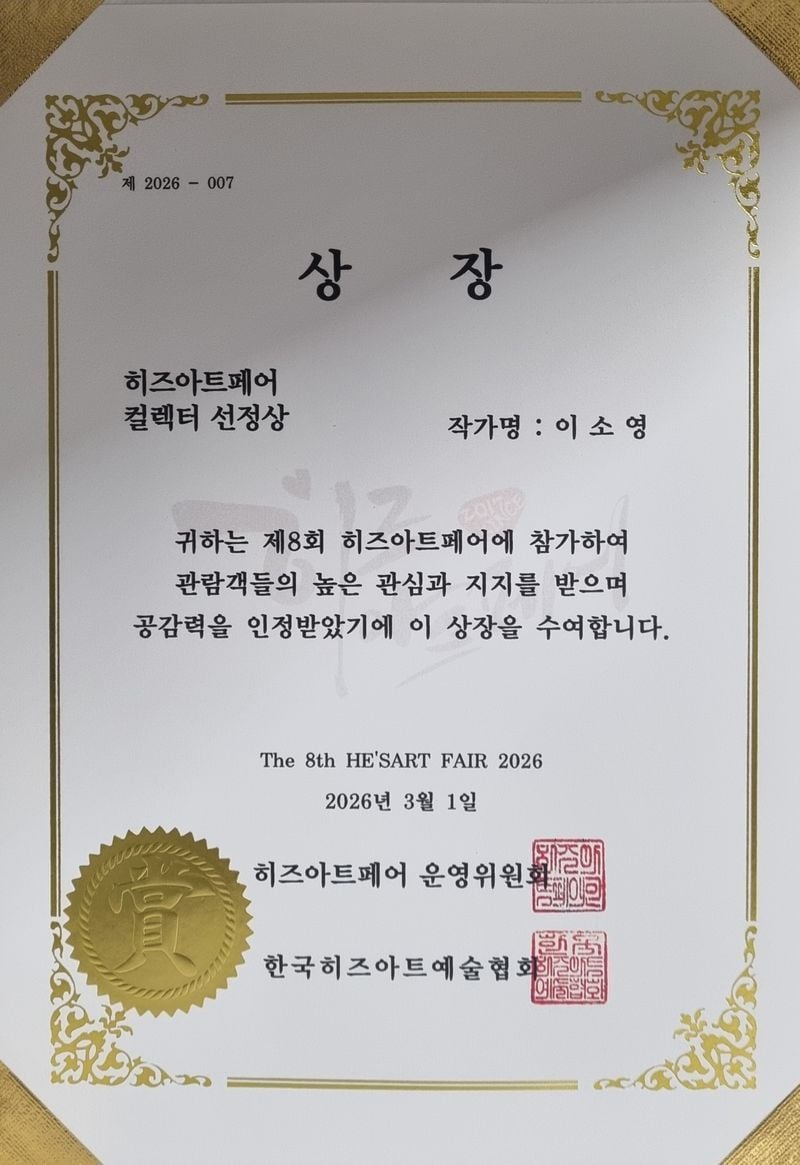 제 2026 - 007
상 장
히즈아트페어
컬렉터 선정상
작가명 : 이 소 영
귀하는 제8회 히즈아트페어에 참가하여
관람객들의 높은 관심과 지지를 받으며
공감력을 인정받았기에 이 상장을 수여합니다.
The 8th HE'SART FAIR 2026
2026년 3월 1일
賞
히즈아트페어 운영위원회
한국히즈아트예술협회